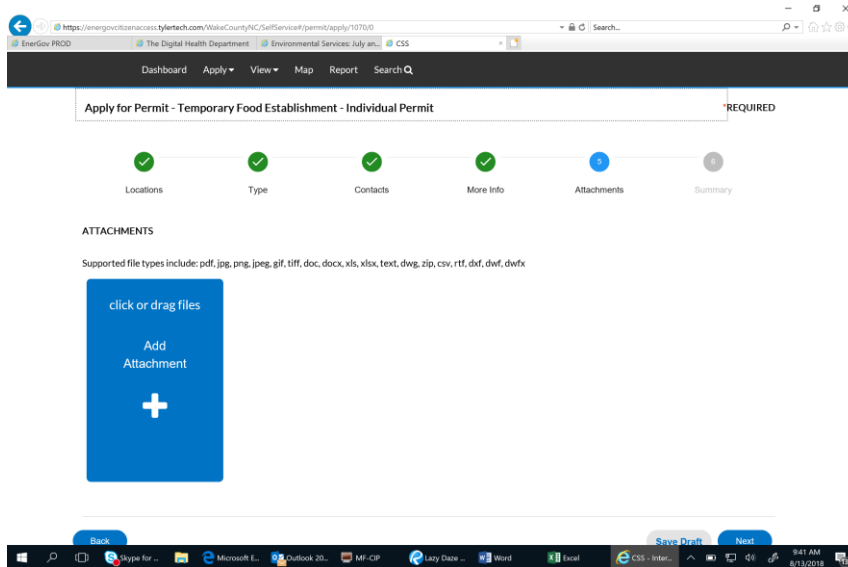 https://energovcitizenaccess.tylertech.com/WakeCountyNC/SelfService#/permit/apply/1070/0
Search...
EnerGov PROD
The Digital Health Department
Environmental Services: July an...
CSS
Dashboard Apply View Map Report Search
Apply for Permit - Temporary Food Establishment - Individual Permit
*REQUIRED
5
6
Locations Type Contacts More Info Attachments Summary
ATTACHMENTS
Supported file types include: pdf, jpg, png, jpeg, gif, tiff, doc, docx, xls, xlsx, text, dwg, zip, csv, rtf, dxf, dwf, dwfx
click or drag files
Add
Attachment
Back
Save Draft
Next
Skype for ...
Microsoft E...
Outlook 20...
MF-CIP
Lazy Daze ...
Word
Excel
CSS - Inter...
9:41 AM
8/13/2018